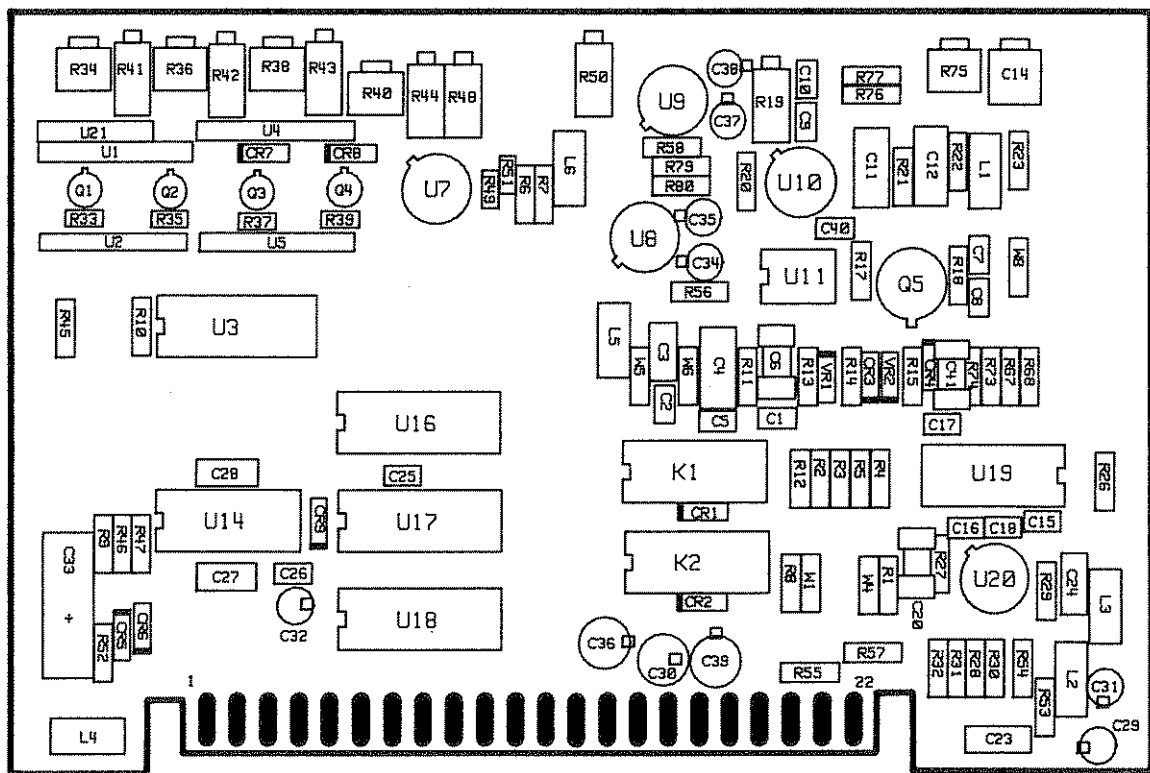 R34 R41 R36 R42 R38 R43 R40 R44 R48 R50 C38 R19 C10 R77 R76 R75 C14
U9 C37 C9
U21 U4
U1 CR7 CR8 R58 R79 R80 L6 R20 U10 C11 R21 C12 R22 L1 R23
Q1 Q2 Q3 Q4 U7 R49 R51 R6 R7
R33 R35 R37 R39 C35 C40
U2 U5 U8 C34 U11 R17 Q5 R18 C7 C8 W8
R56
R45 R10 U3 L5
W5 C3 W6 C4 R11 C6 R13 VR1 R14 CR3 VR2 R15 CR4 C41 R74 R73 R67 R68
C2 C5 C1 C17
U16
C28 C25 K1 R12 R2 R3 R5 R4 U19 R26
U14 CR9 U17 CR1 C16 C18 C15
C33 R9 R46 R47 K2 R8 W1 W4 R1 C20 R27 U20 R29 C24 L3
+
C27 C26 CR2
C32 U18
R52 CR5 CR6 C36 C30 C39 R55 R57 R32 R31 R28 R30 R54 L2 C31
1 22 R53
L4 C23 C29